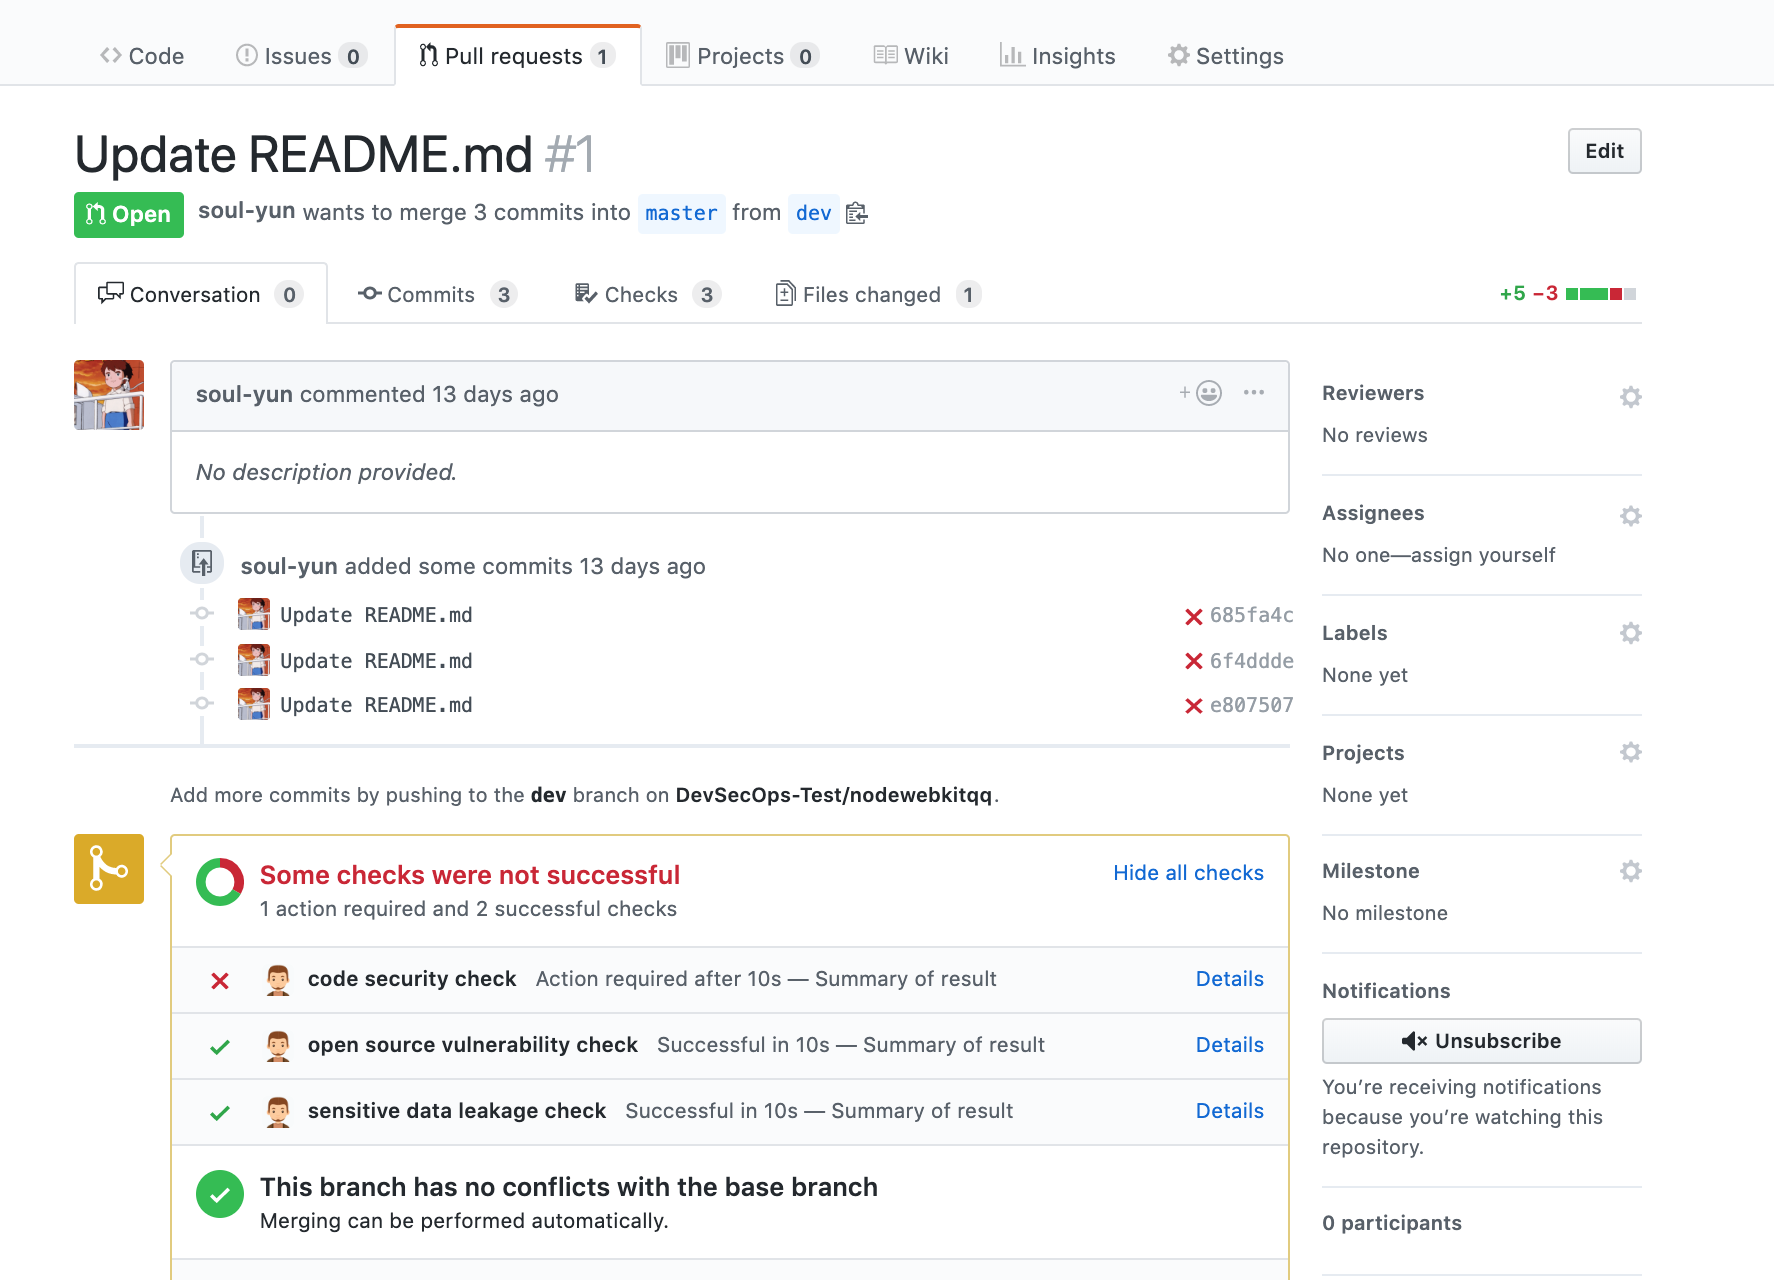 Code Issues 0 Pull requests 1 Projects 0 Wiki Insights Settings
Update README.md #1
Edit
Open soul-yun wants to merge 3 commits into master from dev
Conversation 0 Commits 3 Checks 3 Files changed 1 +5 −3
soul-yun commented 13 days ago
No description provided.
soul-yun added some commits 13 days ago
Update README.md 685fa4c
Update README.md 6f4ddde
Update README.md e807507
Add more commits by pushing to the dev branch on DevSecOps-Test/nodewebkitqq.
Some checks were not successful
Hide all checks
1 action required and 2 successful checks
code security check Action required after 10s — Summary of result Details
open source vulnerability check Successful in 10s — Summary of result Details
sensitive data leakage check Successful in 10s — Summary of result Details
This branch has no conflicts with the base branch
Merging can be performed automatically.
Reviewers
No reviews
Assignees
No one—assign yourself
Labels
None yet
Projects
None yet
Milestone
No milestone
Notifications
Unsubscribe
You’re receiving notifications
because you’re watching this
repository.
0 participants